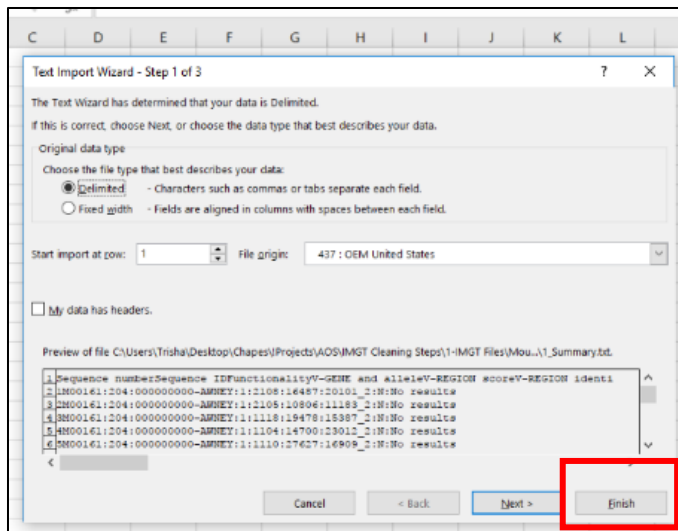 C D E F G H I J K L
Text Import Wizard - Step 1 of 3 ? ×
The Text Wizard has determined that your data is Delimited.
If this is correct, choose Next, or choose the data type that best describes your data.
Original data type
Choose the file type that best describes your data:
Delimited - Characters such as commas or tabs separate each field.
Fixed width - Fields are aligned in columns with spaces between each field.
Start import at row: 1 File origin: 437 : OEM United States
My data has headers.
Preview of file C:\Users\Trisha\Desktop\Chapes\IProjects\AOS\IMGT Cleaning Steps\1-IMGT Files\Mou...\1_Summary.txt.
1 Sequence numberSequence IDFunctionalityV-GENE and alleleV-REGION scoreV-REGION identi
2 1M00161:204:000000000-AWNEY:1:2108:16487:20101_2:N:No results
3 2M00161:204:000000000-AWNEY:1:2105:10806:11183_2:N:No results
4 3M00161:204:000000000-AWNEY:1:1118:19478:15387_2:N:No results
5 4M00161:204:000000000-AWNEY:1:1104:14700:23012_2:N:No results
6 5M00161:204:000000000-AWNEY:1:1110:27627:16909_2:N:No results
Cancel < Back Next > Finish